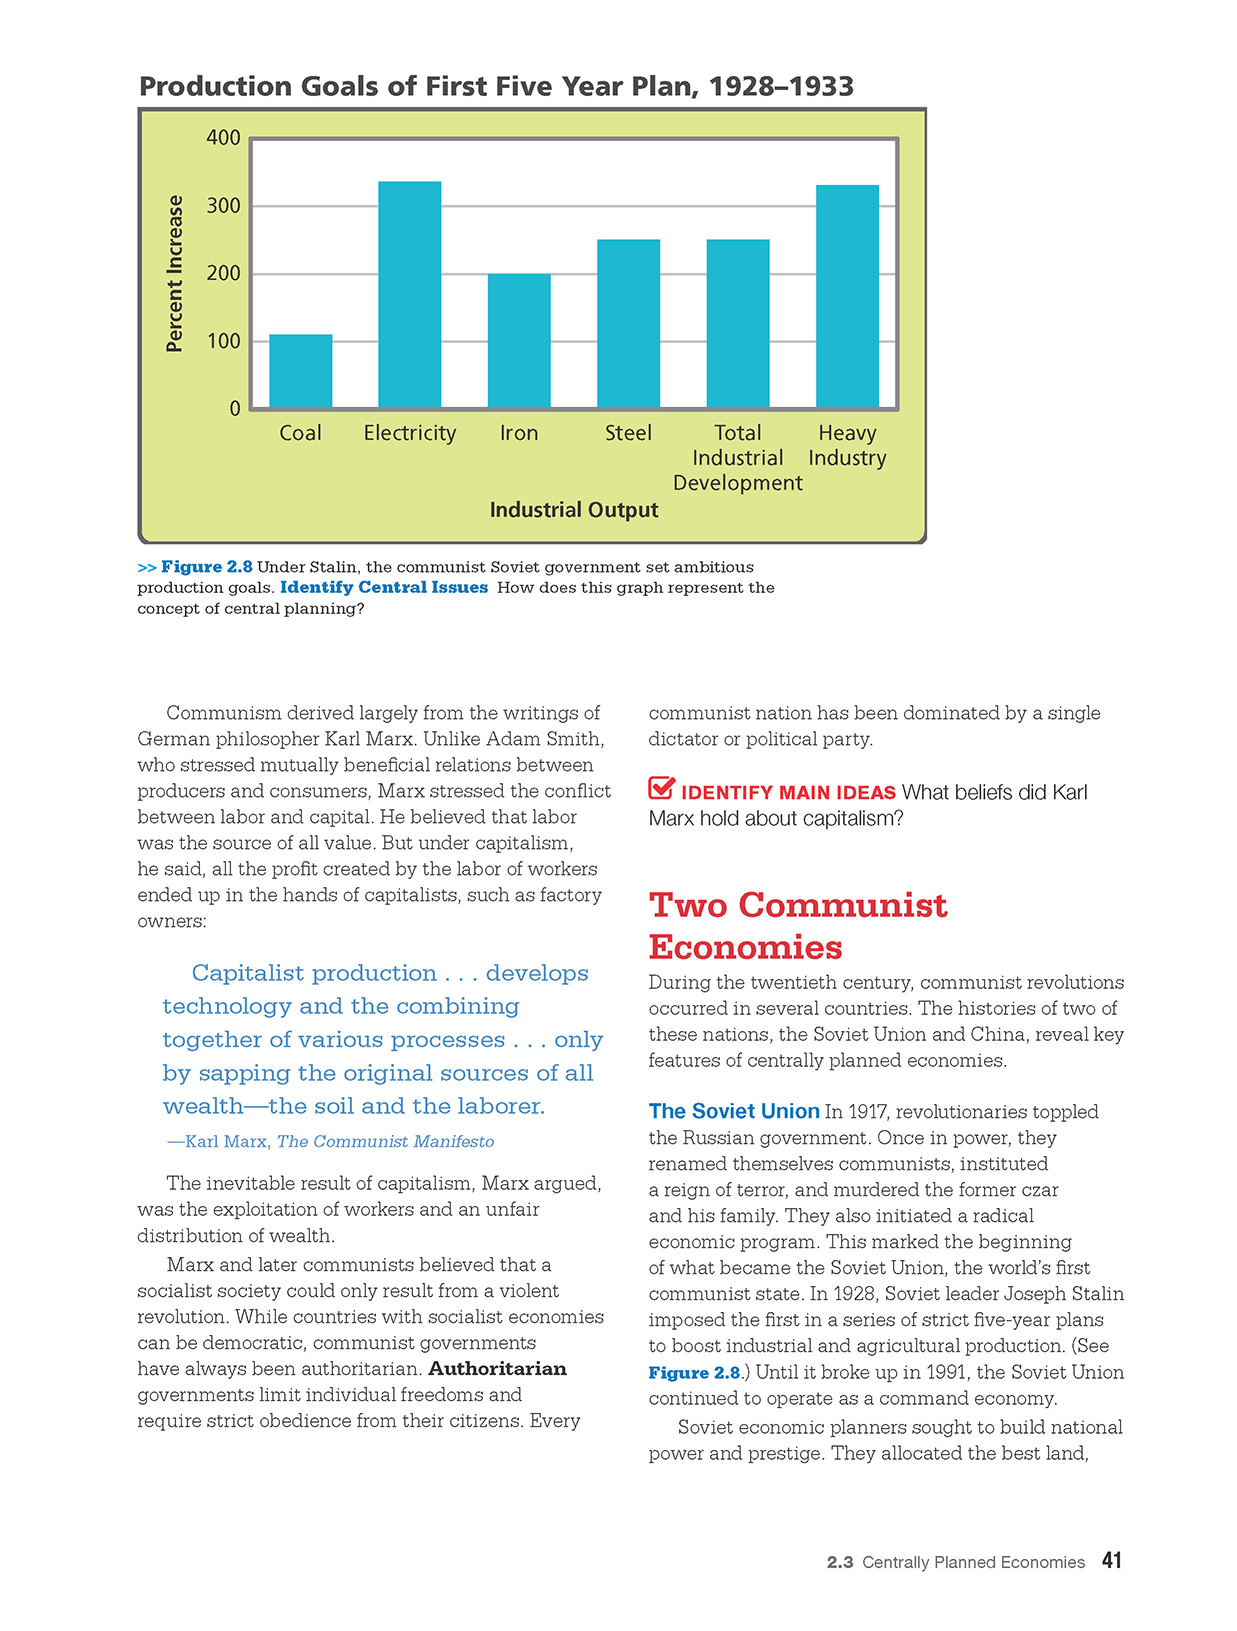 Production Goals of First Five Year Plan, 1928–1933
400
300
200
100
0
Percent Increase
Coal
Electricity
Iron
Steel
Total
Industrial
Development
Heavy
Industry
Industrial Output
>> Figure 2.8 Under Stalin, the communist Soviet government set ambitious
production goals. Identify Central Issues How does this graph represent the
concept of central planning?
Communism derived largely from the writings of
German philosopher Karl Marx. Unlike Adam Smith,
who stressed mutually beneficial relations between
producers and consumers, Marx stressed the conflict
between labor and capital. He believed that labor
was the source of all value. But under capitalism,
he said, all the profit created by the labor of workers
ended up in the hands of capitalists, such as factory
owners:
Capitalist production . . . develops
technology and the combining
together of various processes . . . only
by sapping the original sources of all
wealth—the soil and the laborer.
—Karl Marx, The Communist Manifesto
The inevitable result of capitalism, Marx argued,
was the exploitation of workers and an unfair
distribution of wealth.
Marx and later communists believed that a
socialist society could only result from a violent
revolution. While countries with socialist economies
can be democratic, communist governments
have always been authoritarian. Authoritarian
governments limit individual freedoms and
require strict obedience from their citizens. Every
communist nation has been dominated by a single
dictator or political party.
IDENTIFY MAIN IDEAS What beliefs did Karl
Marx hold about capitalism?
Two Communist
Economies
During the twentieth century, communist revolutions
occurred in several countries. The histories of two of
these nations, the Soviet Union and China, reveal key
features of centrally planned economies.
The Soviet Union In 1917, revolutionaries toppled
the Russian government. Once in power, they
renamed themselves communists, instituted
a reign of terror, and murdered the former czar
and his family. They also initiated a radical
economic program. This marked the beginning
of what became the Soviet Union, the world's first
communist state. In 1928, Soviet leader Joseph Stalin
imposed the first in a series of strict five-year plans
to boost industrial and agricultural production. (See
Figure 2.8.) Until it broke up in 1991, the Soviet Union
continued to operate as a command economy.
Soviet economic planners sought to build national
power and prestige. They allocated the best land,
2.3 Centrally Planned Economies 41